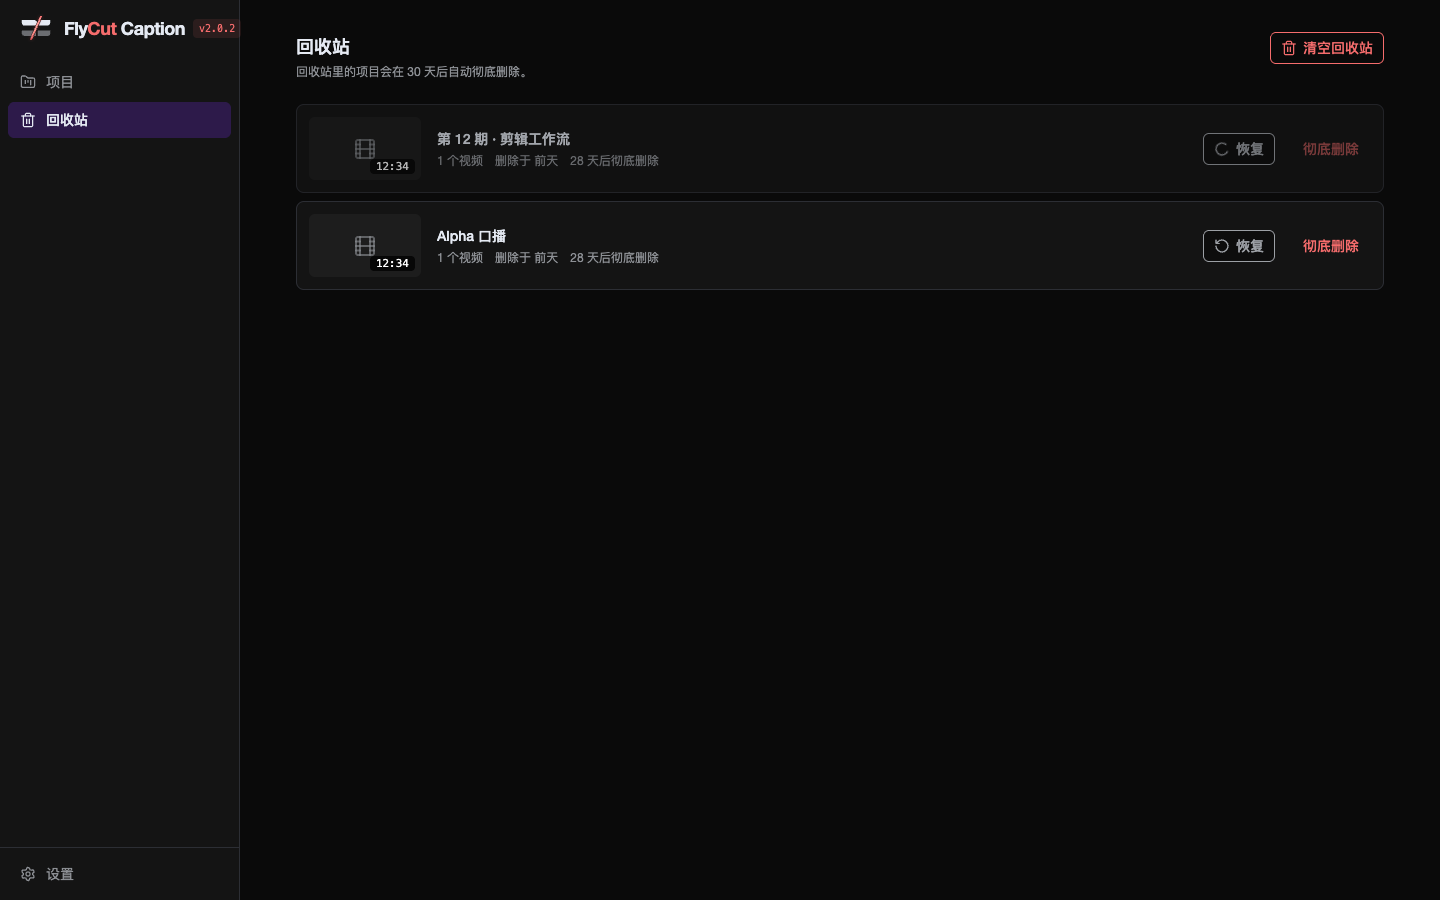 FlyCut Caption v2.0.2
项目
回收站
设置
回收站
回收站里的项目会在 30 天后自动彻底删除。
清空回收站
12:34
第 12 期 · 剪辑工作流
1 个视频 删除于 前天 28 天后彻底删除
恢复
彻底删除
12:34
Alpha 口播
1 个视频 删除于 前天 28 天后彻底删除
恢复
彻底删除